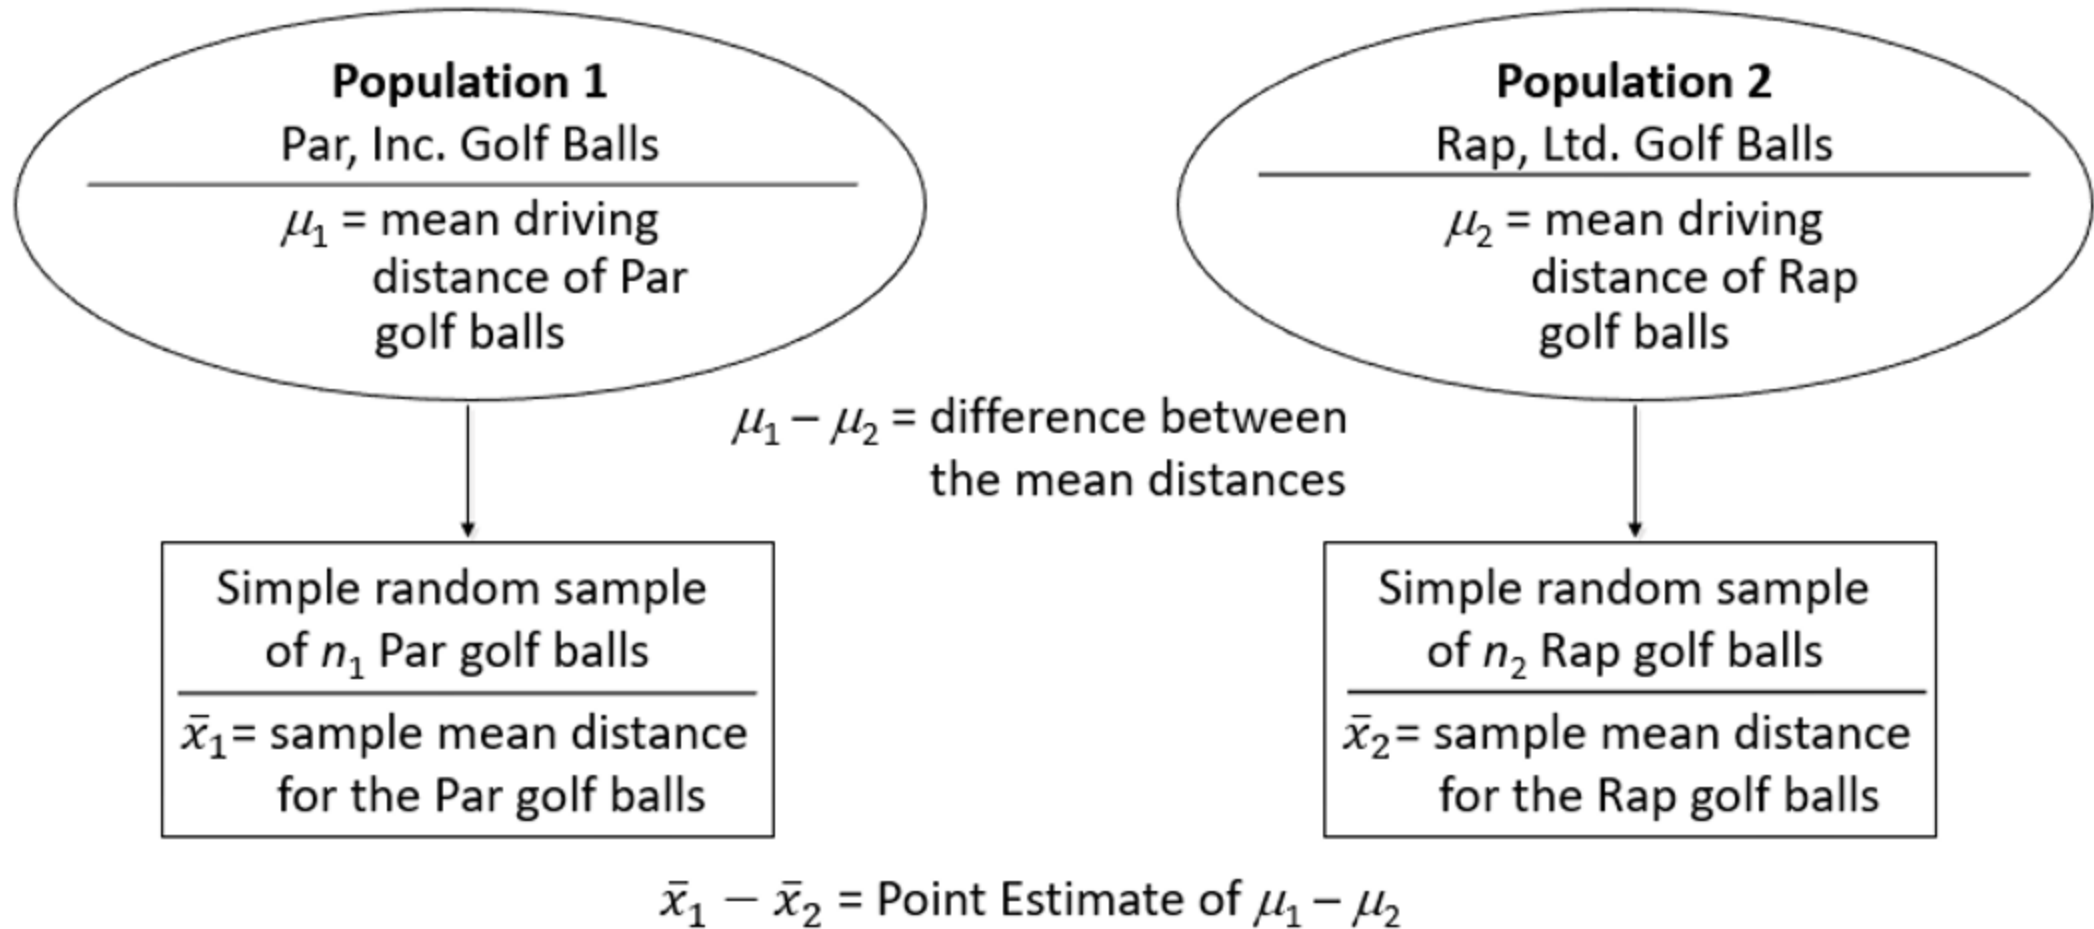 Population 1
Par, Inc. Golf Balls
μ₁ = mean driving
distance of Par
golf balls
Population 2
Rap, Ltd. Golf Balls
μ₂ = mean driving
distance of Rap
golf balls
μ₁ – μ₂ = difference between
the mean distances
Simple random sample
of n₁ Par golf balls
x̄₁= sample mean distance
for the Par golf balls
Simple random sample
of n₂ Rap golf balls
x̄₂= sample mean distance
for the Rap golf balls
x̄₁ − x̄₂ = Point Estimate of μ₁ – μ₂